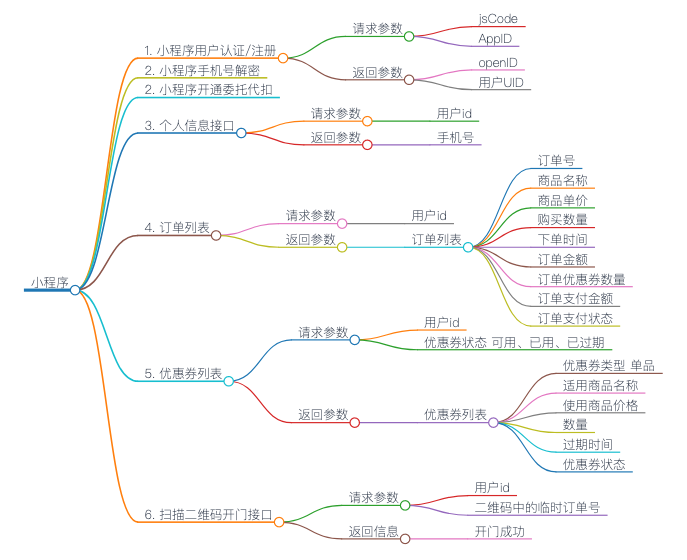 小程序
1. 小程序用户认证/注册
请求参数
jsCode
AppID
返回参数
openID
用户UID
2. 小程序手机号解密
2. 小程序开通委托代扣
3. 个人信息接口
请求参数
用户id
返回参数
手机号
4. 订单列表
请求参数
用户id
返回参数
订单列表
订单号
商品名称
商品单价
购买数量
下单时间
订单金额
订单优惠券数量
订单支付金额
订单支付状态
5. 优惠券列表
请求参数
用户id
优惠券状态 可用、已用、已过期
返回参数
优惠券列表
优惠券类型 单品
适用商品名称
使用商品价格
数量
过期时间
优惠券状态
6. 扫描二维码开门接口
请求参数
用户id
二维码中的临时订单号
返回信息
开门成功